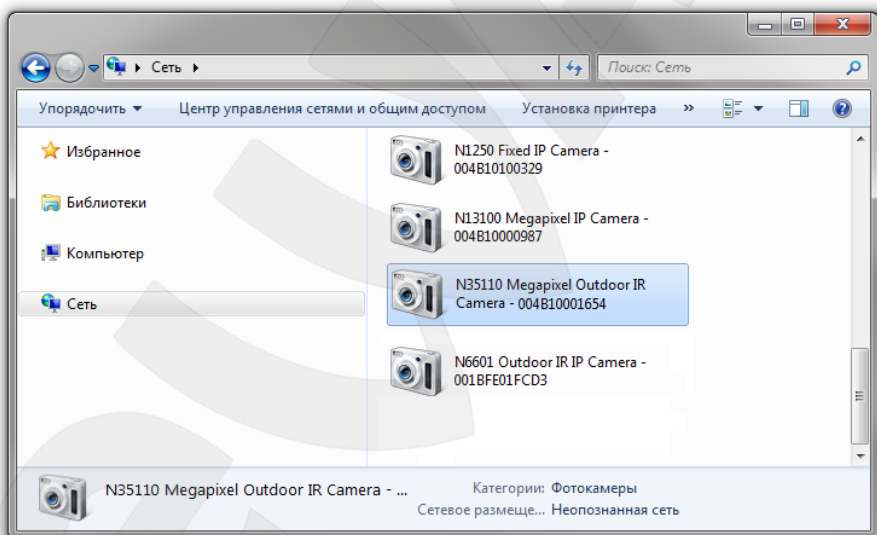 Сеть
Поиск: Сеть
Упорядочить
Центр управления сетями и общим доступом
Установка принтера
»
Избранное
Библиотеки
Компьютер
Сеть
N1250 Fixed IP Camera -
004B10100329
N13100 Megapixel IP Camera -
004B10000987
N35110 Megapixel Outdoor IR
Camera - 004B10001654
N6601 Outdoor IR IP Camera -
001BFE01FCD3
N35110 Megapixel Outdoor IR Camera - ...
Категории: Фотокамеры
Сетевое размеще... Неопознанная сеть